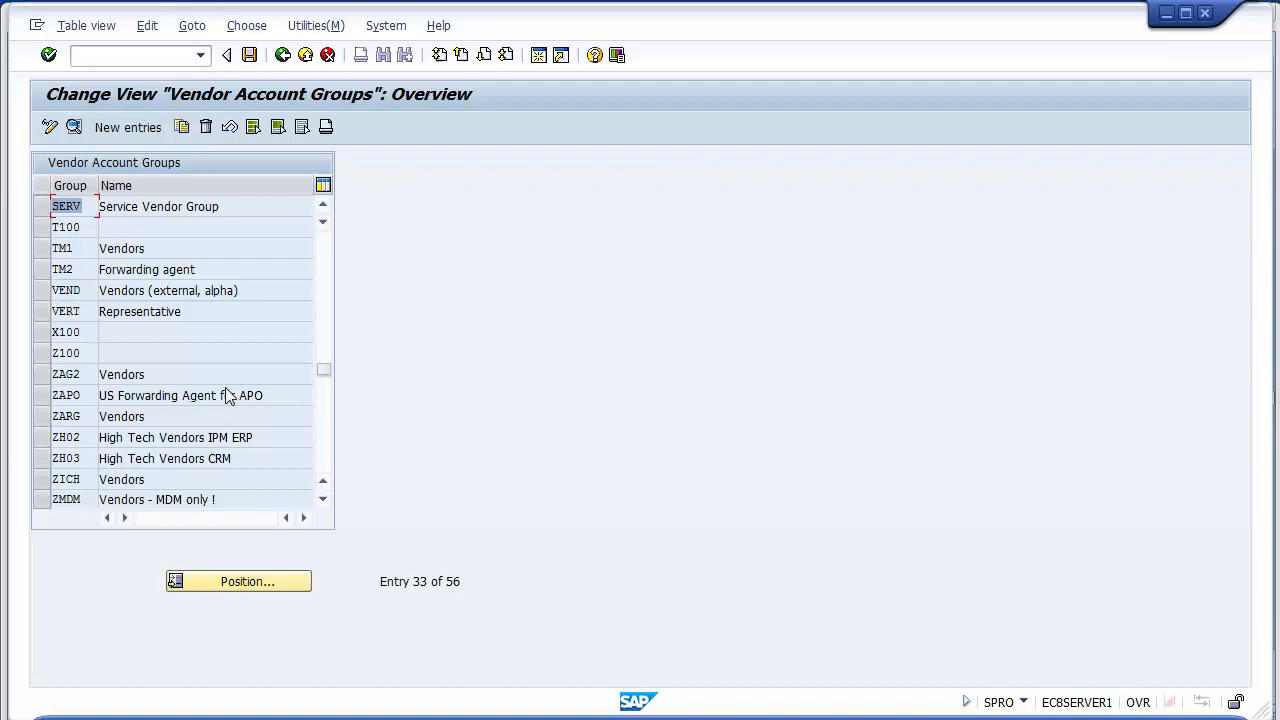 Table view Edit Goto Choose Utilities(M) System Help
Change View "Vendor Account Groups": Overview
New entries
Vendor Account Groups
Group Name
SERV Service Vendor Group
T100
TM1 Vendors
TM2 Forwarding agent
VEND Vendors (external, alpha)
VERT Representative
X100
Z100
ZAG2 Vendors
ZAPO US Forwarding Agent f APO
ZARG Vendors
ZH02 High Tech Vendors IPM ERP
ZH03 High Tech Vendors CRM
ZICH Vendors
ZMDM Vendors - MDM only !
Position... Entry 33 of 56
SAP SPRO EC8SERVER1 OVR